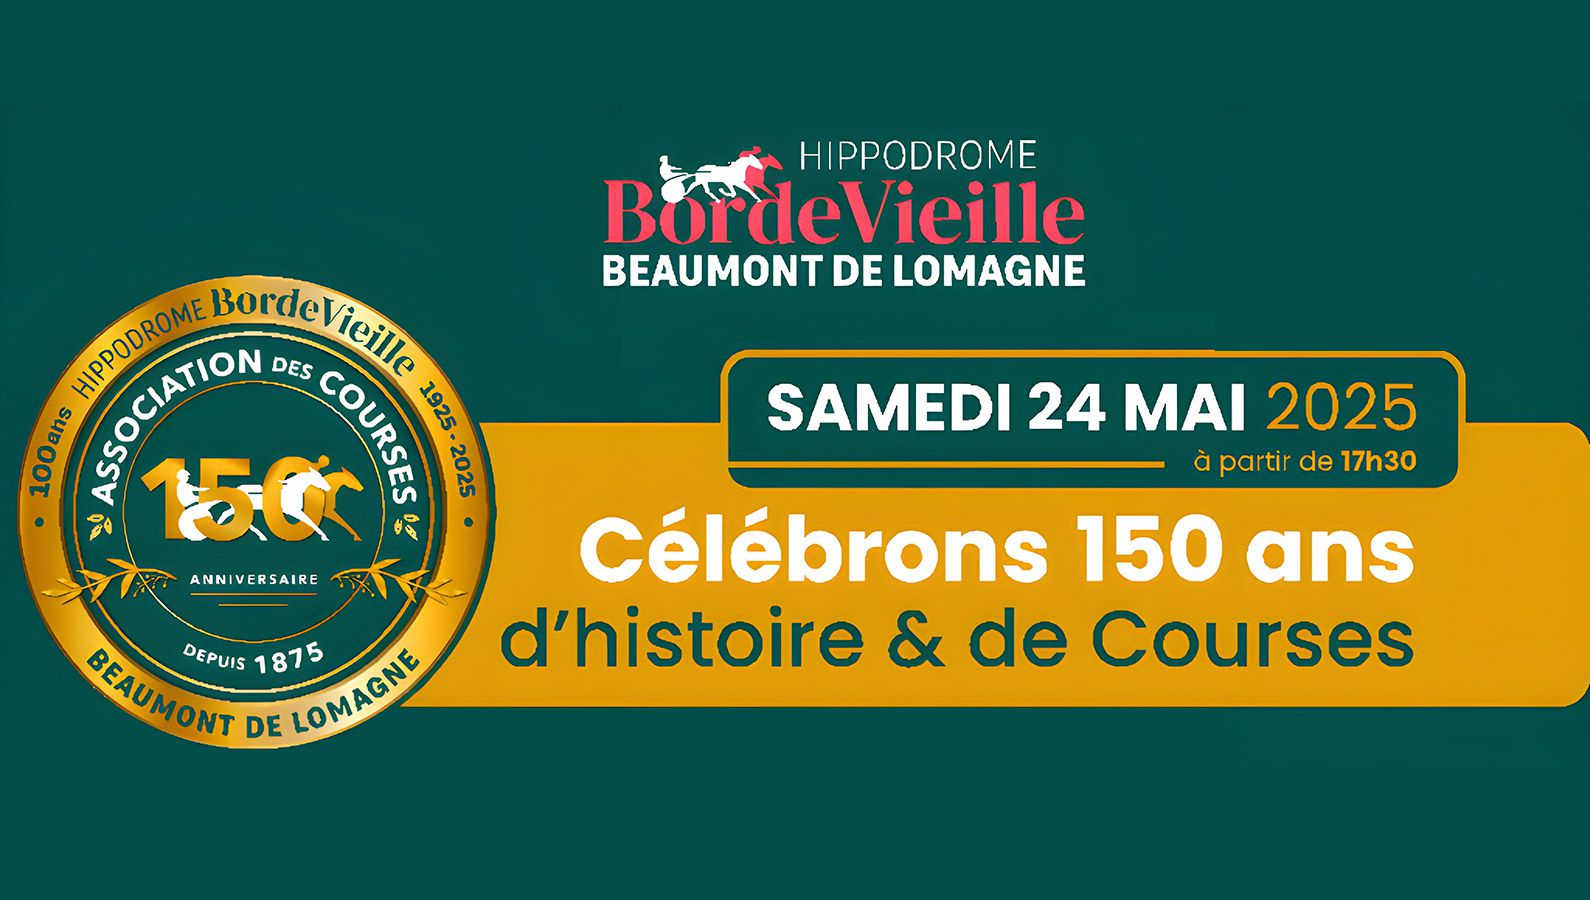 HIPPODROME
BordeVieille
BEAUMONT DE LOMAGNE
100ans HIPPODROME BordeVieille 1925 • 2025
ASSOCIATION DES COURSES
150
ANNIVERSAIRE
DEPUIS 1875
BEAUMONT DE LOMAGNE
SAMEDI 24 MAI 2025
à partir de 17h30
Célébrons 150 ans
d'histoire & de Courses